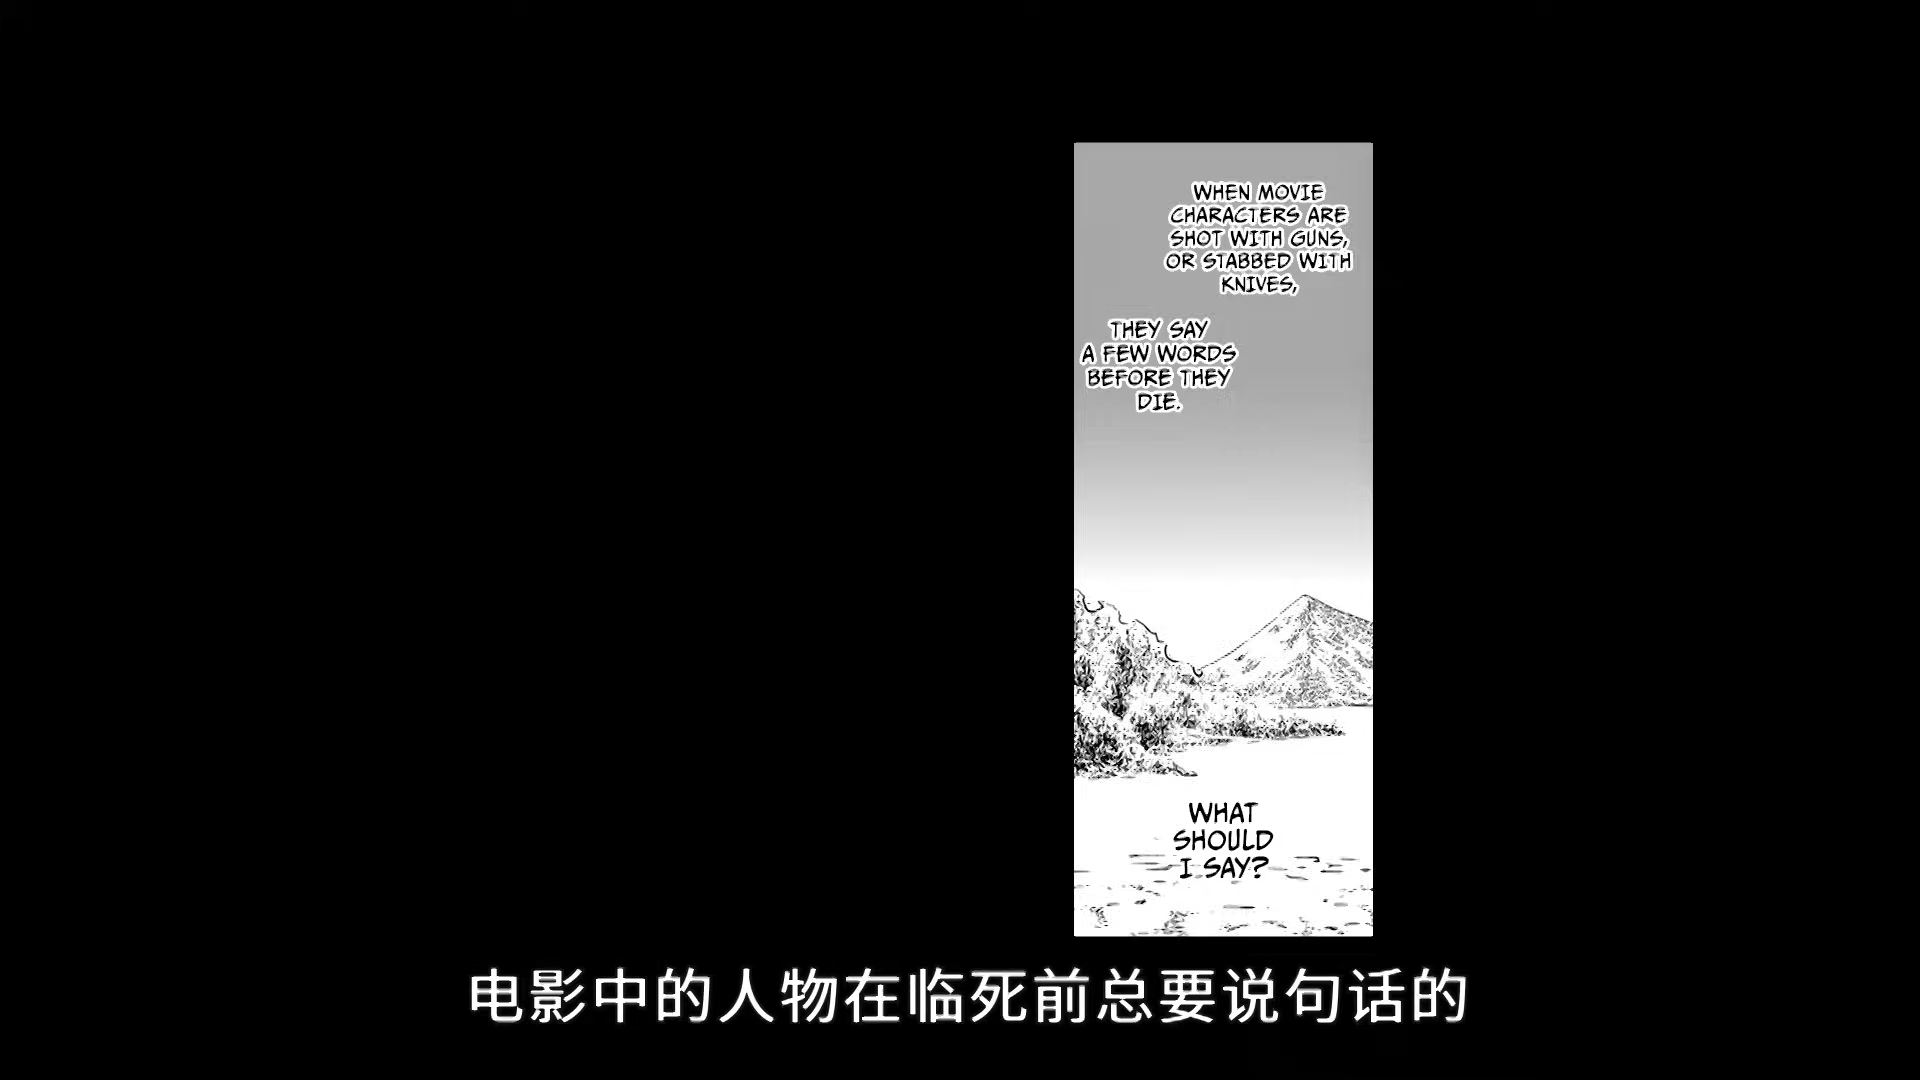 WHEN MOVIE
CHARACTERS ARE
SHOT WITH GUNS,
OR STABBED WITH
KNIVES,
THEY SAY
A FEW WORDS
BEFORE THEY
DIE.
WHAT
SHOULD
I SAY?
电影中的人物在临死前总要说句话的